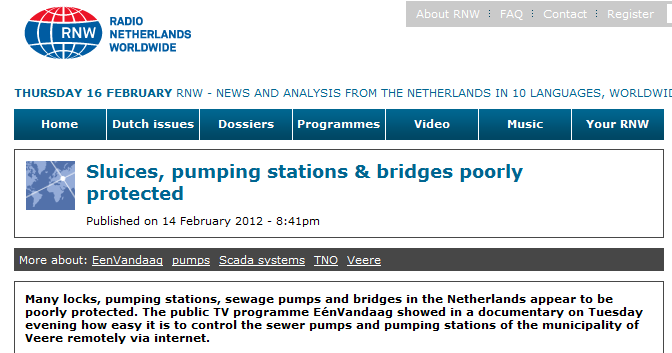 RNW
RADIO
NETHERLANDS
WORLDWIDE
About RNW FAQ Contact Register
THURSDAY 16 FEBRUARY RNW - NEWS AND ANALYSIS FROM THE NETHERLANDS IN 10 LANGUAGES, WORLDWI
Home Dutch issues Dossiers Programmes Video Music Your RNW
Sluices, pumping stations & bridges poorly
protected
Published on 14 February 2012 - 8:41pm
More about: EenVandaag pumps Scada systems TNO Veere
Many locks, pumping stations, sewage pumps and bridges in the Netherlands appear to be
poorly protected. The public TV programme EénVandaag showed in a documentary on Tuesday
evening how easy it is to control the sewer pumps and pumping stations of the municipality of
Veere remotely via internet.